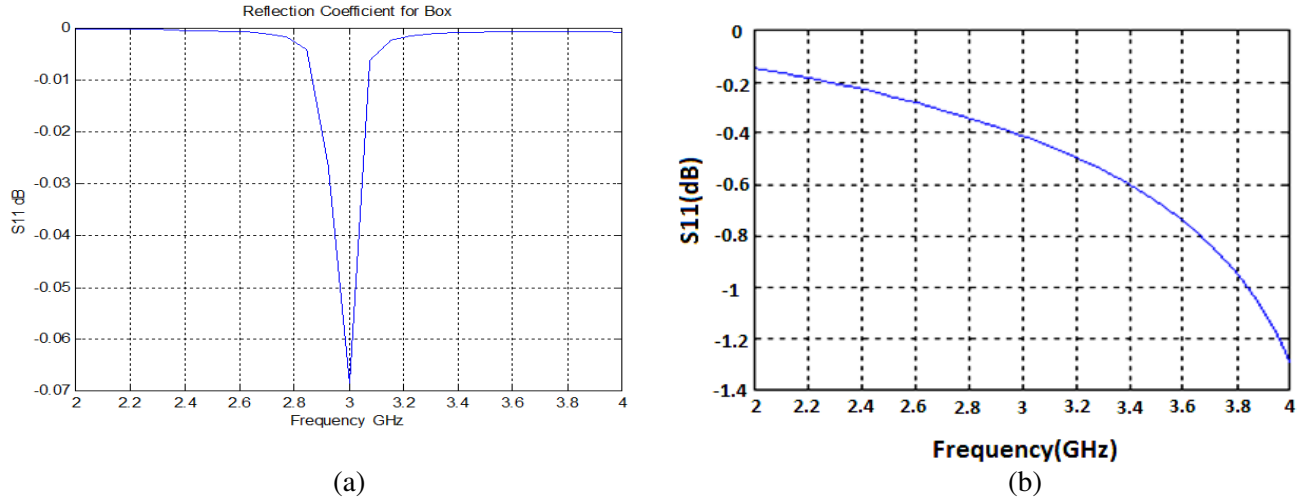 Reflection Coefficient for Box
0
-0.01
-0.02
-0.03
-0.04
-0.05
-0.06
-0.07
S11 dB
2 2.2 2.4 2.6 2.8 3 3.2 3.4 3.6 3.8 4
Frequency GHz
(a)
0
-0.2
-0.4
-0.6
-0.8
-1
-1.2
-1.4
S11(dB)
2 2.2 2.4 2.6 2.8 3 3.2 3.4 3.6 3.8 4
Frequency(GHz)
(b)